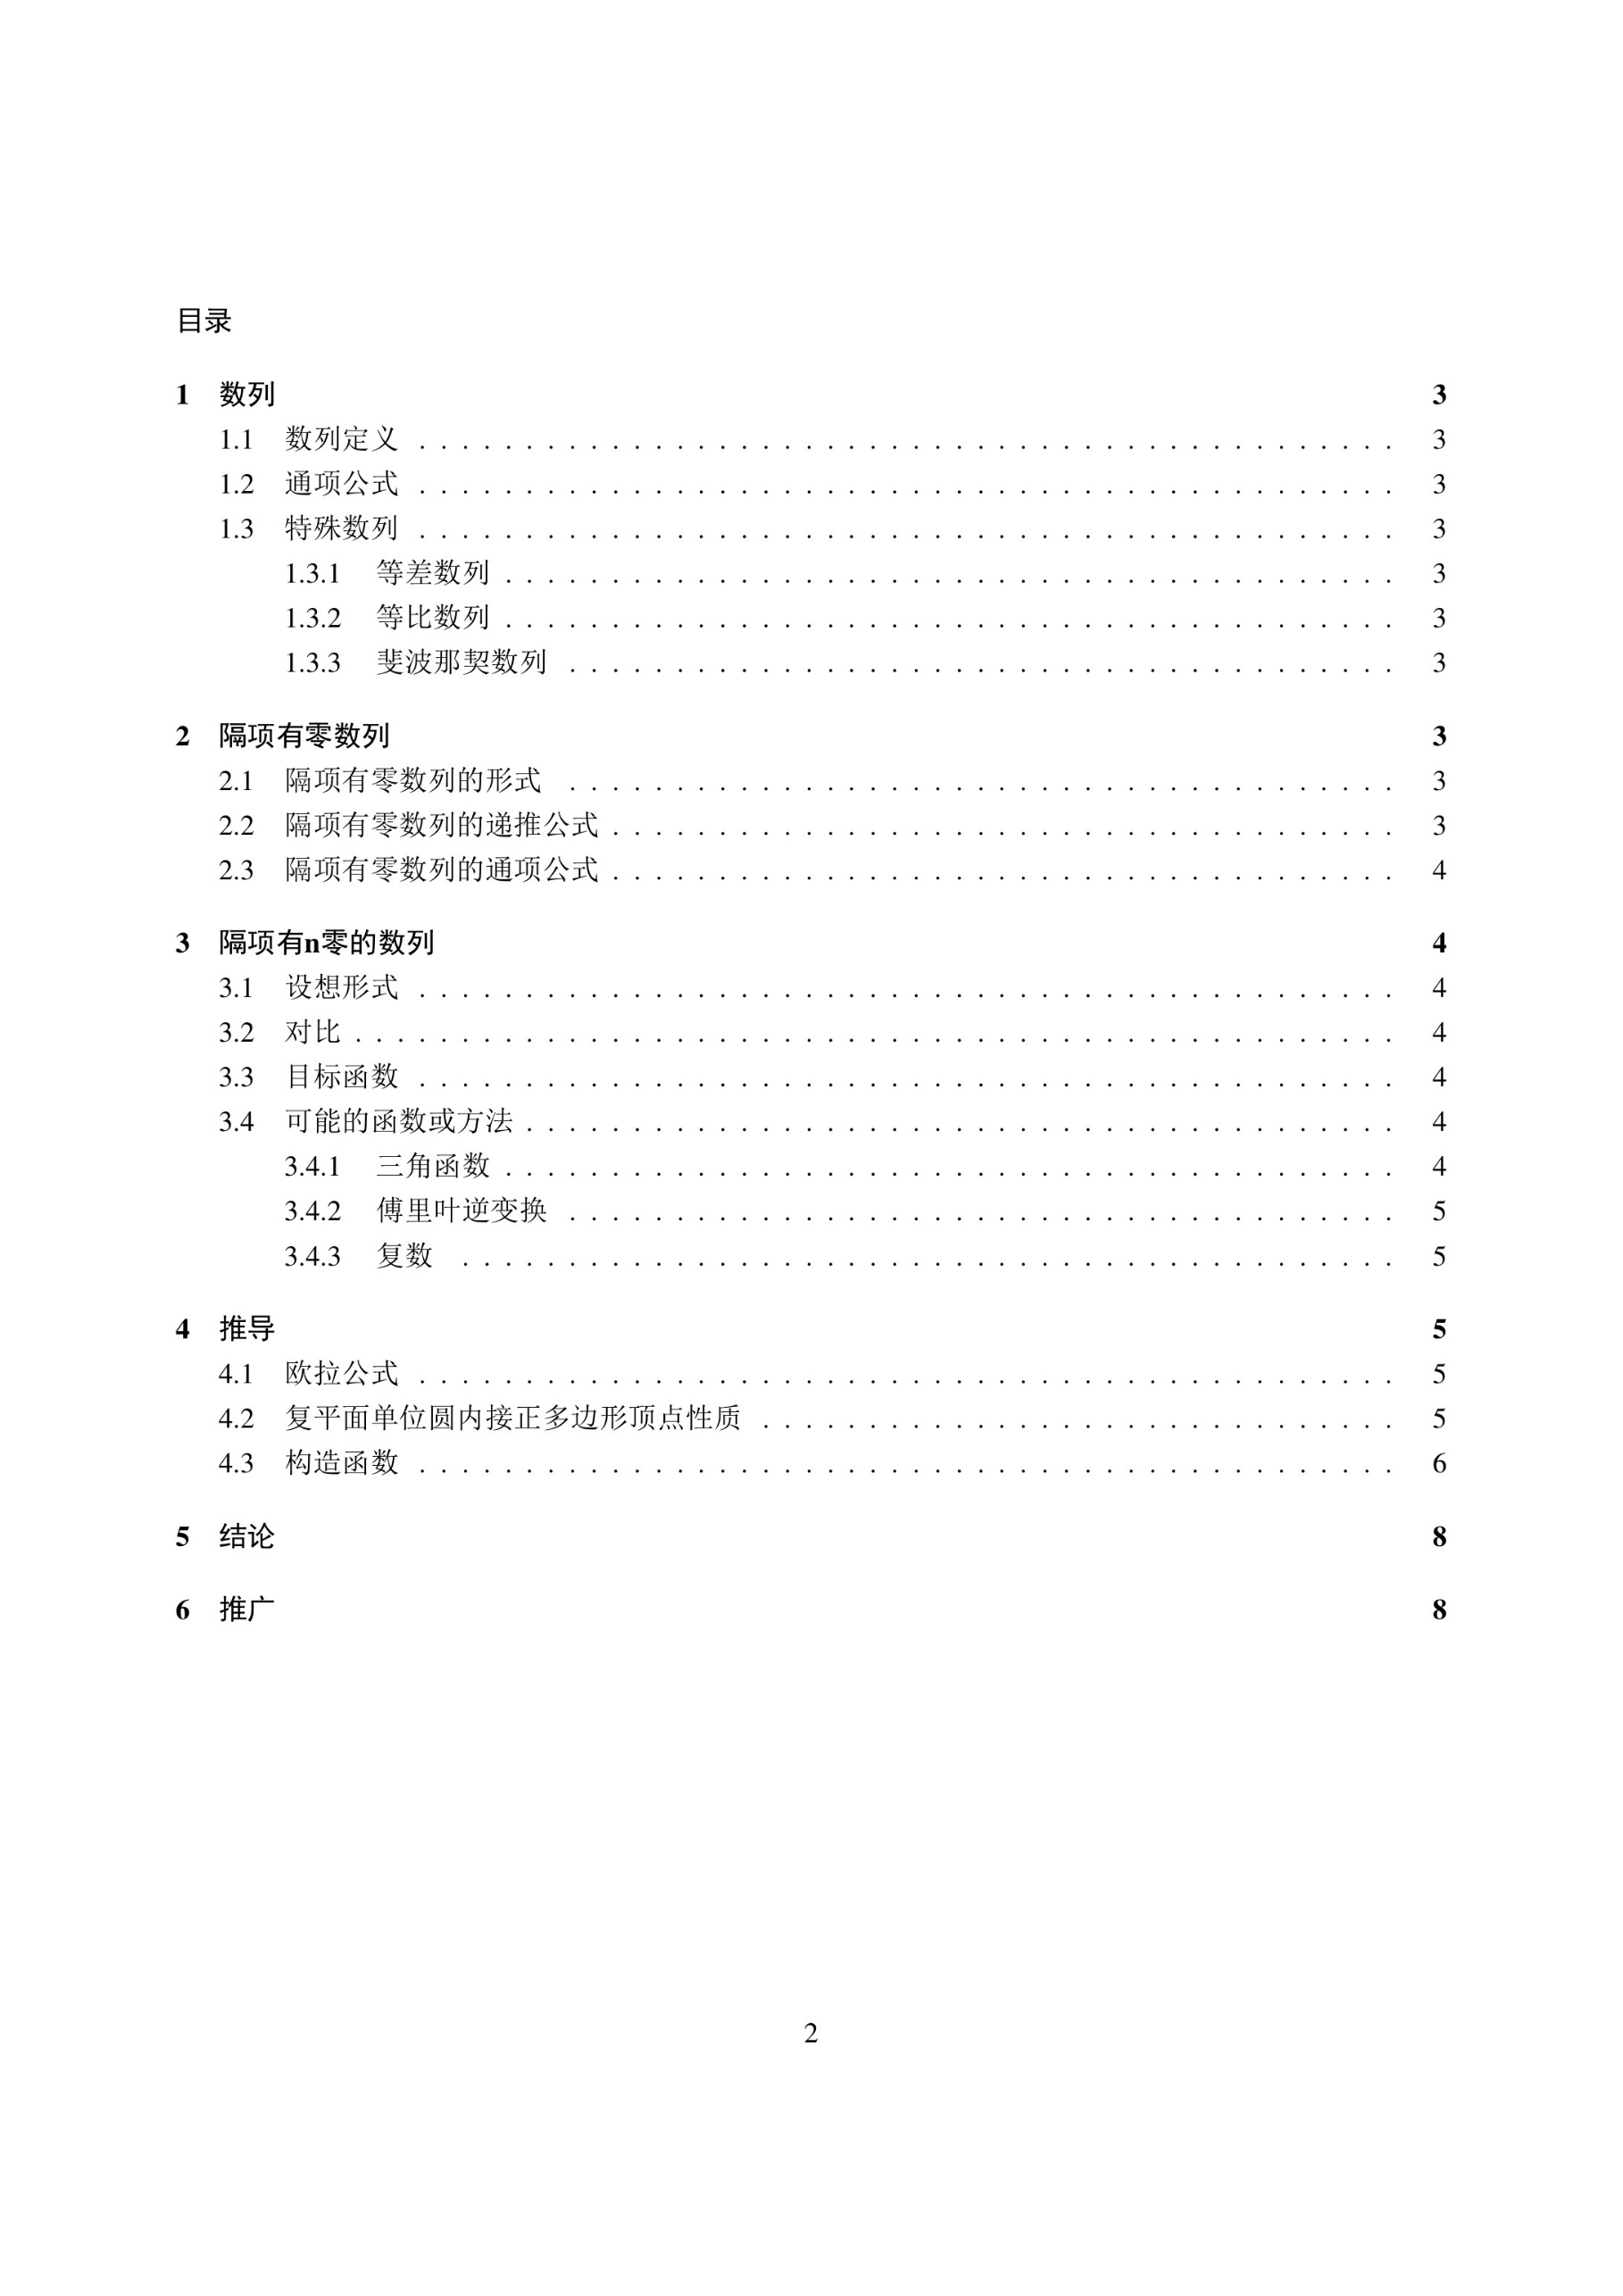 目录
1 数列 3
1.1 数列定义 . . . . . . . . . . . . . . . . . . . . . . . . . . . . . . . . . . . . . . . . . . . . . . 3
1.2 通项公式 . . . . . . . . . . . . . . . . . . . . . . . . . . . . . . . . . . . . . . . . . . . . . . 3
1.3 特殊数列 . . . . . . . . . . . . . . . . . . . . . . . . . . . . . . . . . . . . . . . . . . . . . . 3
1.3.1 等差数列 . . . . . . . . . . . . . . . . . . . . . . . . . . . . . . . . . . . . . . . . . . 3
1.3.2 等比数列 . . . . . . . . . . . . . . . . . . . . . . . . . . . . . . . . . . . . . . . . . . 3
1.3.3 斐波那契数列 . . . . . . . . . . . . . . . . . . . . . . . . . . . . . . . . . . . . . . . 3
2 隔项有零数列 3
2.1 隔项有零数列的形式 . . . . . . . . . . . . . . . . . . . . . . . . . . . . . . . . . . . . . . . 3
2.2 隔项有零数列的递推公式 . . . . . . . . . . . . . . . . . . . . . . . . . . . . . . . . . . . . . 3
2.3 隔项有零数列的通项公式 . . . . . . . . . . . . . . . . . . . . . . . . . . . . . . . . . . . . . 4
3 隔项有n零的数列 4
3.1 设想形式 . . . . . . . . . . . . . . . . . . . . . . . . . . . . . . . . . . . . . . . . . . . . . . 4
3.2 对比 . . . . . . . . . . . . . . . . . . . . . . . . . . . . . . . . . . . . . . . . . . . . . . . . . 4
3.3 目标函数 . . . . . . . . . . . . . . . . . . . . . . . . . . . . . . . . . . . . . . . . . . . . . . 4
3.4 可能的函数或方法 . . . . . . . . . . . . . . . . . . . . . . . . . . . . . . . . . . . . . . . . . 4
3.4.1 三角函数 . . . . . . . . . . . . . . . . . . . . . . . . . . . . . . . . . . . . . . . . . . 4
3.4.2 傅里叶逆变换 . . . . . . . . . . . . . . . . . . . . . . . . . . . . . . . . . . . . . . . 5
3.4.3 复数 . . . . . . . . . . . . . . . . . . . . . . . . . . . . . . . . . . . . . . . . . . . . 5
4 推导 5
4.1 欧拉公式 . . . . . . . . . . . . . . . . . . . . . . . . . . . . . . . . . . . . . . . . . . . . . . 5
4.2 复平面单位圆内接正多边形顶点性质 . . . . . . . . . . . . . . . . . . . . . . . . . . . . . . 5
4.3 构造函数 . . . . . . . . . . . . . . . . . . . . . . . . . . . . . . . . . . . . . . . . . . . . . . 6
5 结论 8
6 推广 8
2